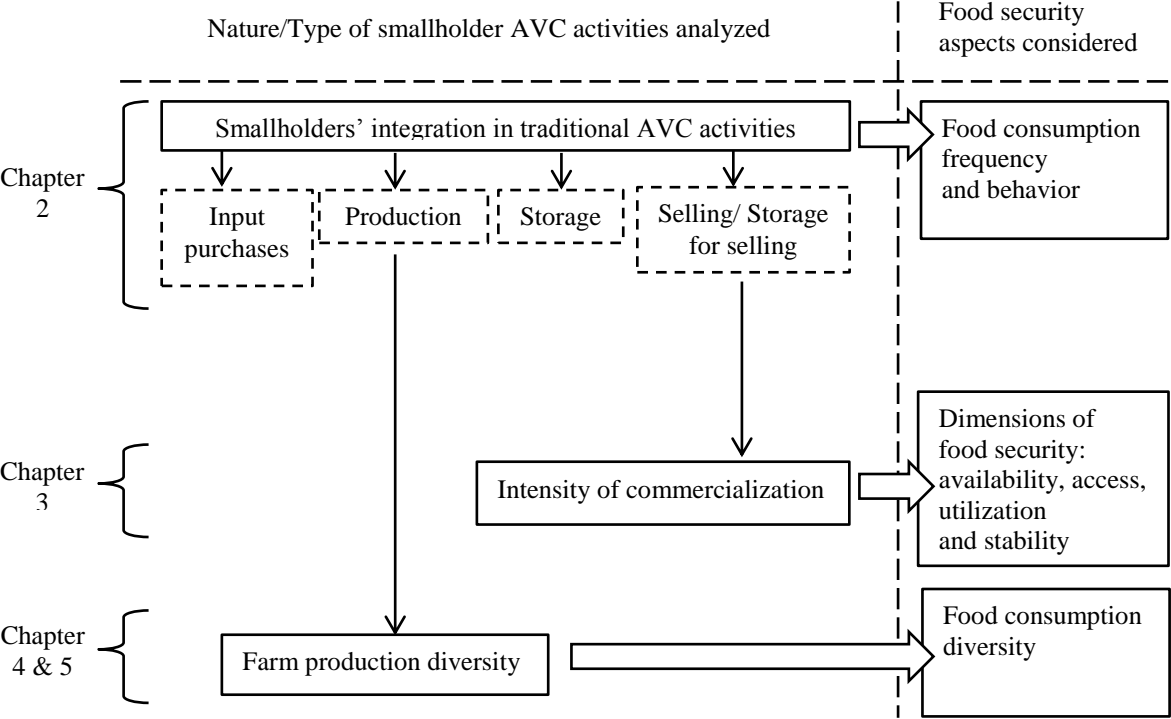 Nature/Type of smallholder AVC activities analyzed
Food security
aspects considered
Chapter
2
Smallholders’ integration in traditional AVC activities
Food consumption
frequency
and behavior
Input
purchases
Production
Storage
Selling/ Storage
for selling
Chapter
3
Intensity of commercialization
Dimensions of
food security:
availability, access,
utilization
and stability
Chapter
4 & 5
Farm production diversity
Food consumption
diversity